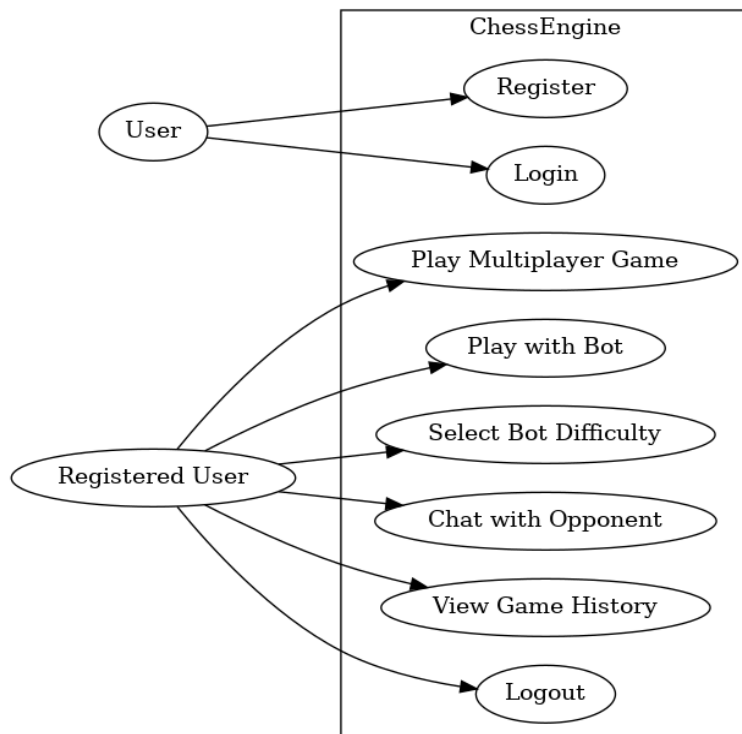 ChessEngine
Register
User
Login
Play Multiplayer Game
Play with Bot
Select Bot Difficulty
Registered User
Chat with Opponent
View Game History
Logout